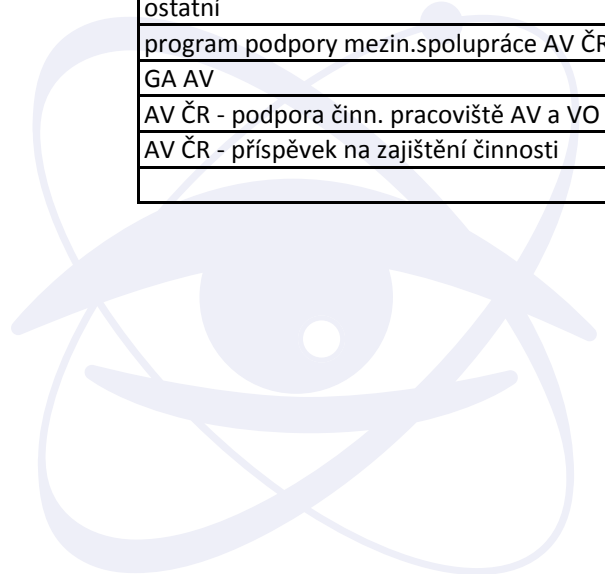 ostatní
program podpory mezin.spolupráce AV ČR
GA AV
AV ČR - podpora činn. pracoviště AV a VO
AV ČR - příspěvek na zajištění činnosti